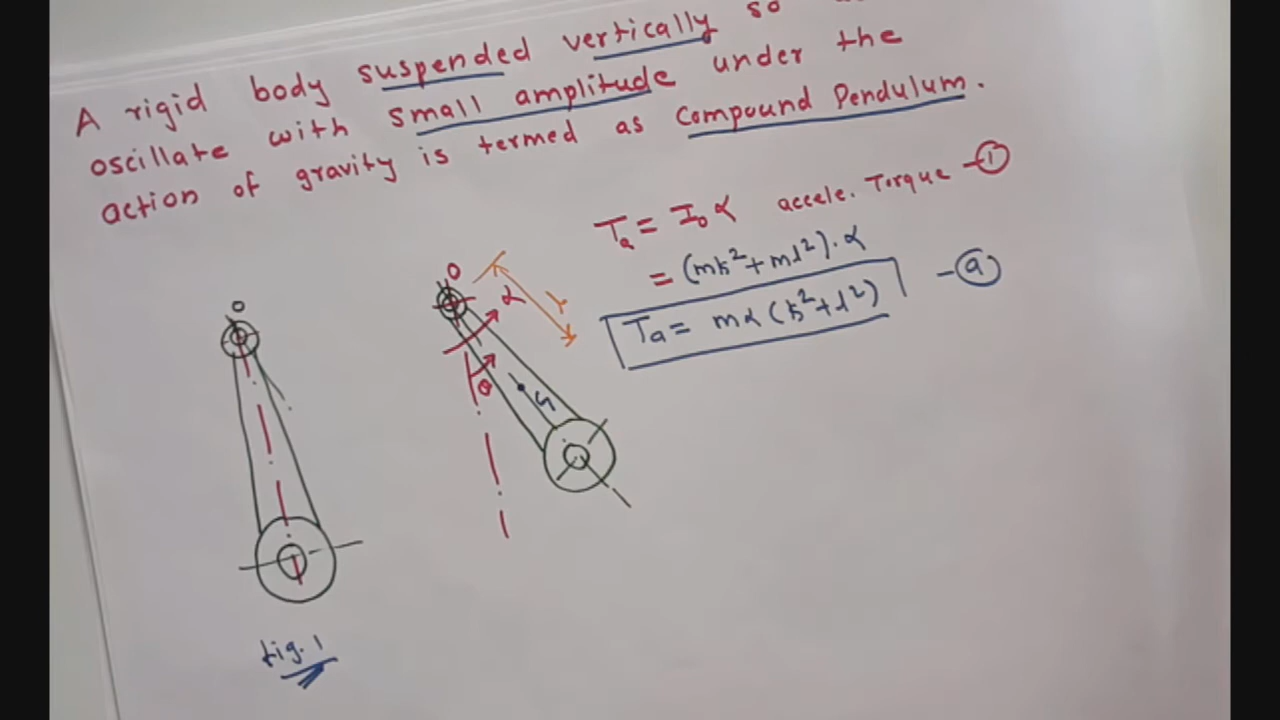 A rigid body suspended vertically so
oscillate with small amplitude under the
action of gravity is termed as Compound Pendulum.
Ta = I₀α accele. Torque -①
= (mk²+ml²).α
Ta = mα(k²+l²) -ⓐ
O
O
α
θ
G
fig. 1